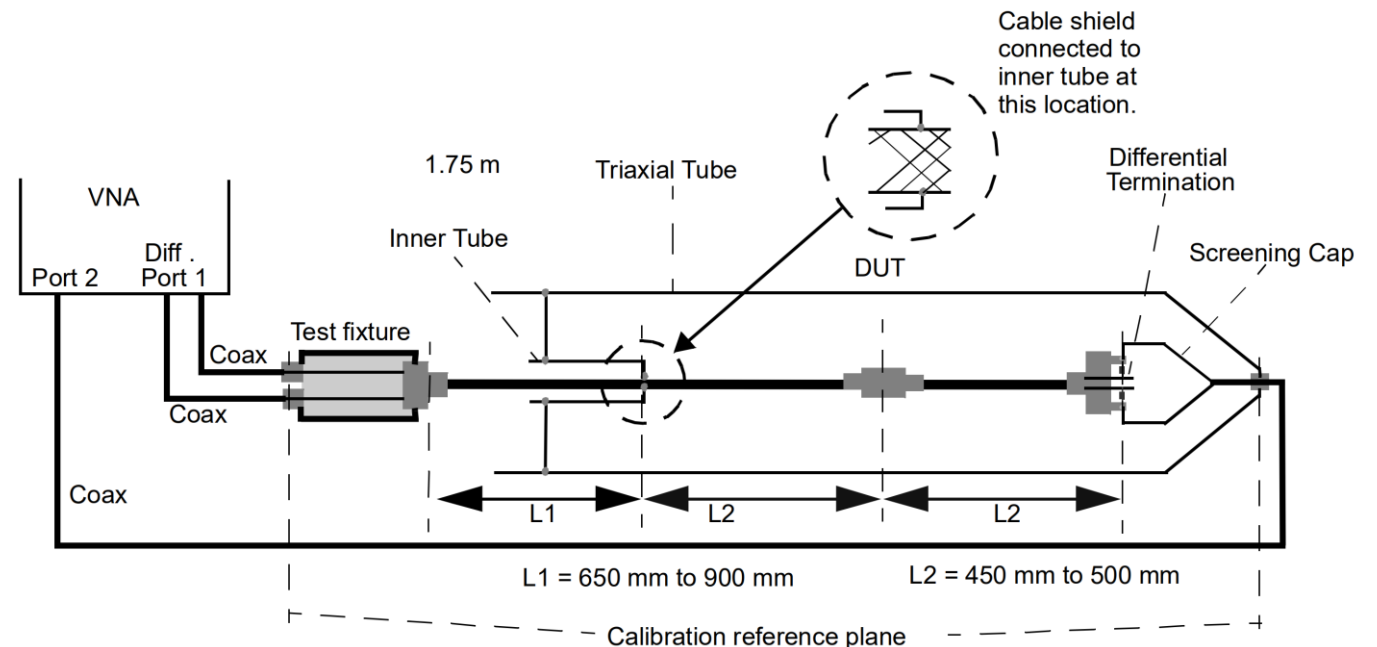 Cable shield
connected to
inner tube at
this location.
1.75 m
Triaxial Tube
Differential
Termination
VNA
Inner Tube
Diff .
Port 2
Port 1
DUT
Screening Cap
Test fixture
Coax
Coax
Coax
L1
L2
L2
L1 = 650 mm to 900 mm
L2 = 450 mm to 500 mm
Calibration reference plane